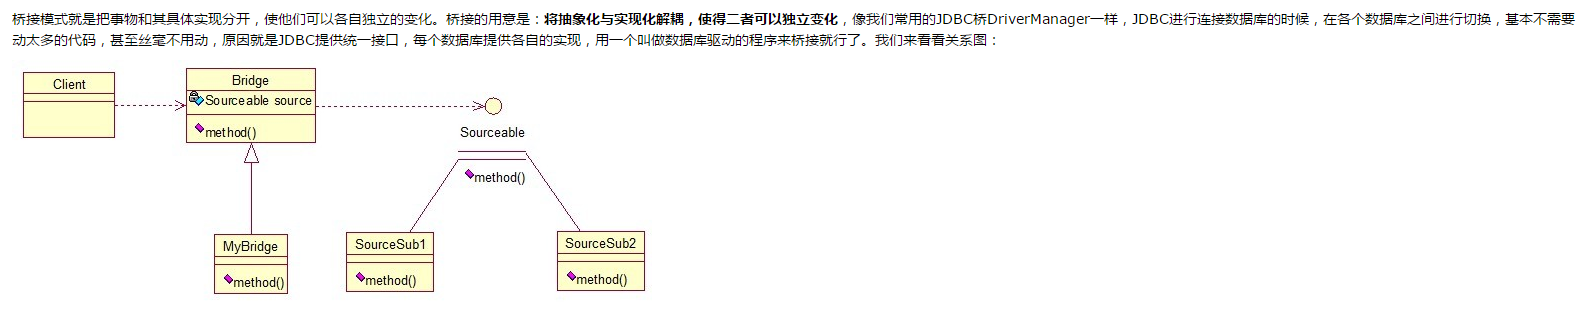 桥接模式就是把事物和其具体实现分开，使他们可以各自独立的变化。桥接的用意是：将抽象化与实现化解耦，使得二者可以独立变化，像我们常用的JDBC桥DriverManager一样，JDBC进行连接数据库的时候，在各个数据库之间进行切换，基本不需要
动太多的代码，甚至丝毫不用动，原因就是JDBC提供统一接口，每个数据库提供各自的实现，用一个叫做数据库驱动的程序来桥接就行了。我们来看看关系图：
Client
Bridge
Sourceable source
method()
Sourceable
method()
MyBridge
method()
SourceSub1
method()
SourceSub2
method()